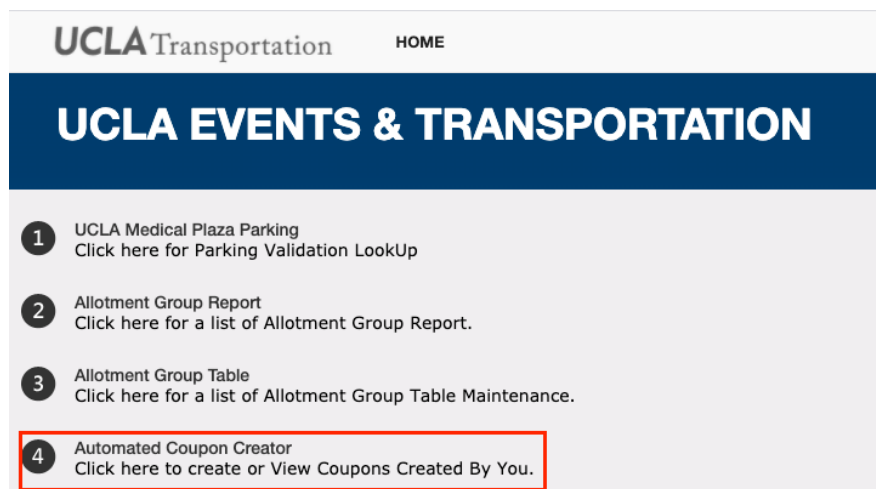 UCLA Transportation HOME
UCLA EVENTS & TRANSPORTATION
1 UCLA Medical Plaza Parking
Click here for Parking Validation LookUp
2 Allotment Group Report
Click here for a list of Allotment Group Report.
3 Allotment Group Table
Click here for a list of Allotment Group Table Maintenance.
4 Automated Coupon Creator
Click here to create or View Coupons Created By You.